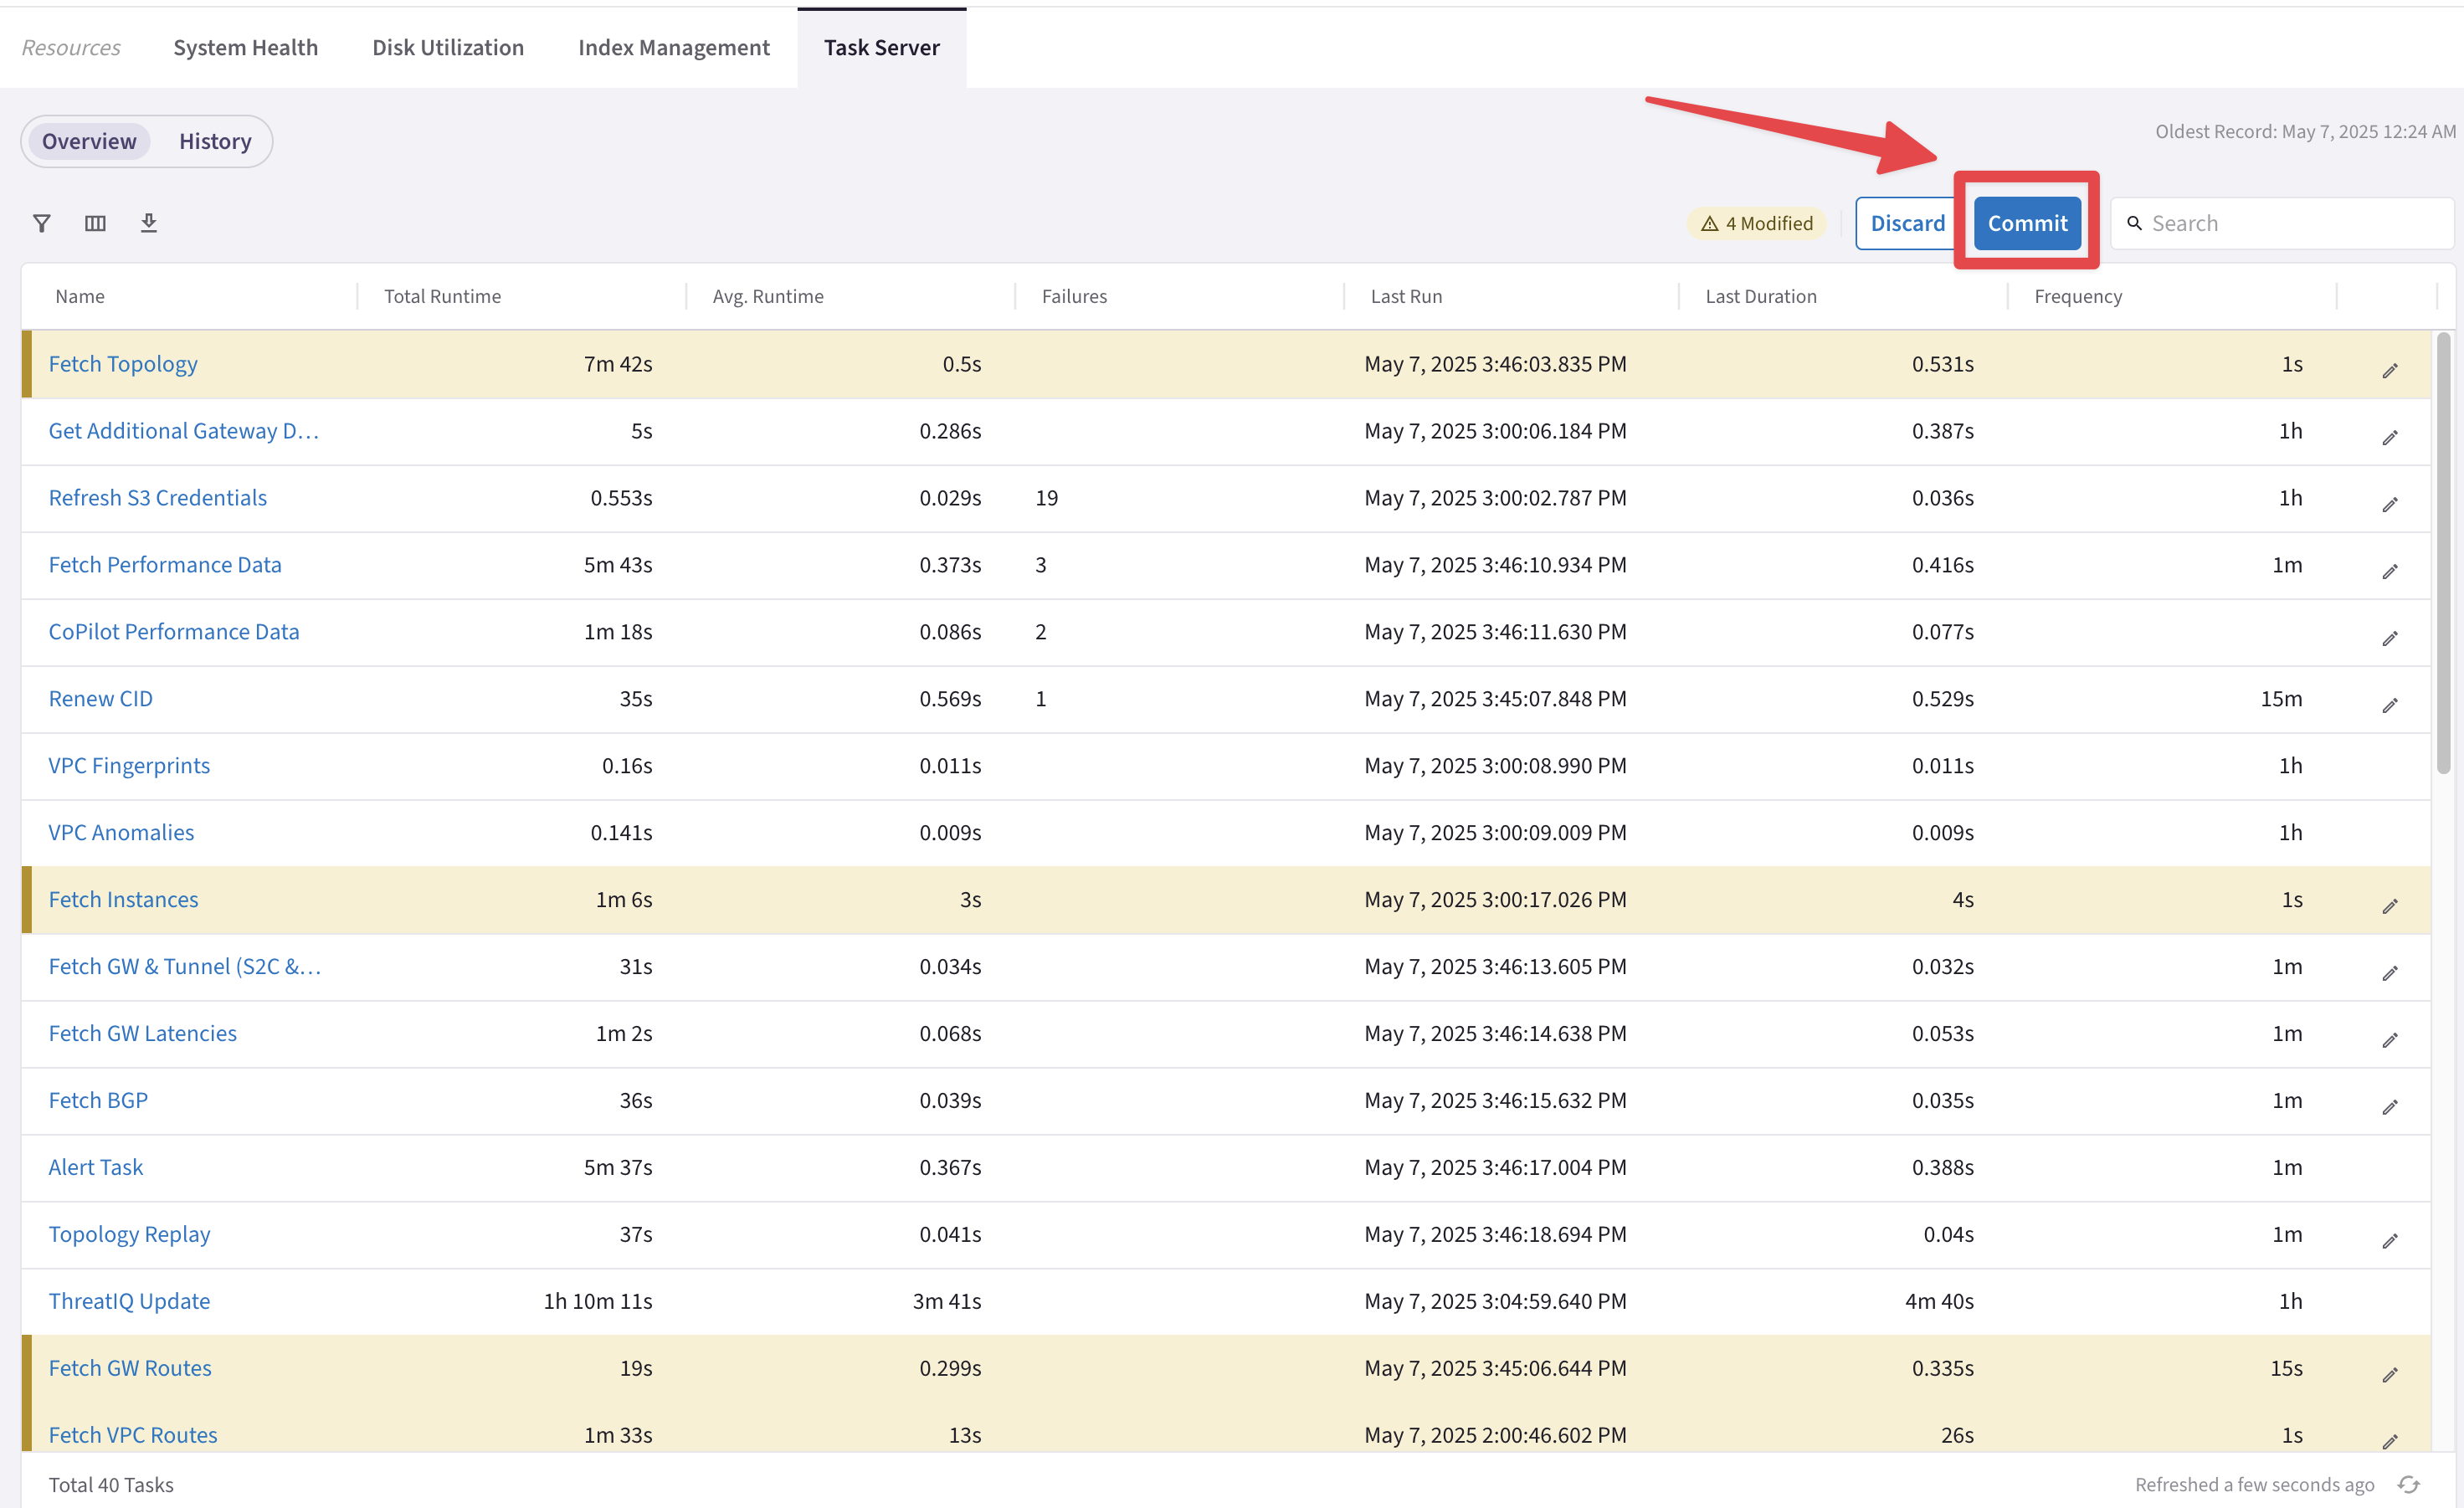 Resources System Health Disk Utilization Index Management Task Server
Overview History
Oldest Record: May 7, 2025 12:24 AM
4 Modified Discard Commit Search
Name Total Runtime Avg. Runtime Failures Last Run Last Duration Frequency
Fetch Topology 7m 42s 0.5s May 7, 2025 3:46:03.835 PM 0.531s 1s
Get Additional Gateway D... 5s 0.286s May 7, 2025 3:00:06.184 PM 0.387s 1h
Refresh S3 Credentials 0.553s 0.029s 19 May 7, 2025 3:00:02.787 PM 0.036s 1h
Fetch Performance Data 5m 43s 0.373s 3 May 7, 2025 3:46:10.934 PM 0.416s 1m
CoPilot Performance Data 1m 18s 0.086s 2 May 7, 2025 3:46:11.630 PM 0.077s
Renew CID 35s 0.569s 1 May 7, 2025 3:45:07.848 PM 0.529s 15m
VPC Fingerprints 0.16s 0.011s May 7, 2025 3:00:08.990 PM 0.011s 1h
VPC Anomalies 0.141s 0.009s May 7, 2025 3:00:09.009 PM 0.009s 1h
Fetch Instances 1m 6s 3s May 7, 2025 3:00:17.026 PM 4s 1s
Fetch GW & Tunnel (S2C &... 31s 0.034s May 7, 2025 3:46:13.605 PM 0.032s 1m
Fetch GW Latencies 1m 2s 0.068s May 7, 2025 3:46:14.638 PM 0.053s 1m
Fetch BGP 36s 0.039s May 7, 2025 3:46:15.632 PM 0.035s 1m
Alert Task 5m 37s 0.367s May 7, 2025 3:46:17.004 PM 0.388s 1m
Topology Replay 37s 0.041s May 7, 2025 3:46:18.694 PM 0.04s 1m
ThreatIQ Update 1h 10m 11s 3m 41s May 7, 2025 3:04:59.640 PM 4m 40s 1h
Fetch GW Routes 19s 0.299s May 7, 2025 3:45:06.644 PM 0.335s 15s
Fetch VPC Routes 1m 33s 13s May 7, 2025 2:00:46.602 PM 26s 1s
Total 40 Tasks Refreshed a few seconds ago